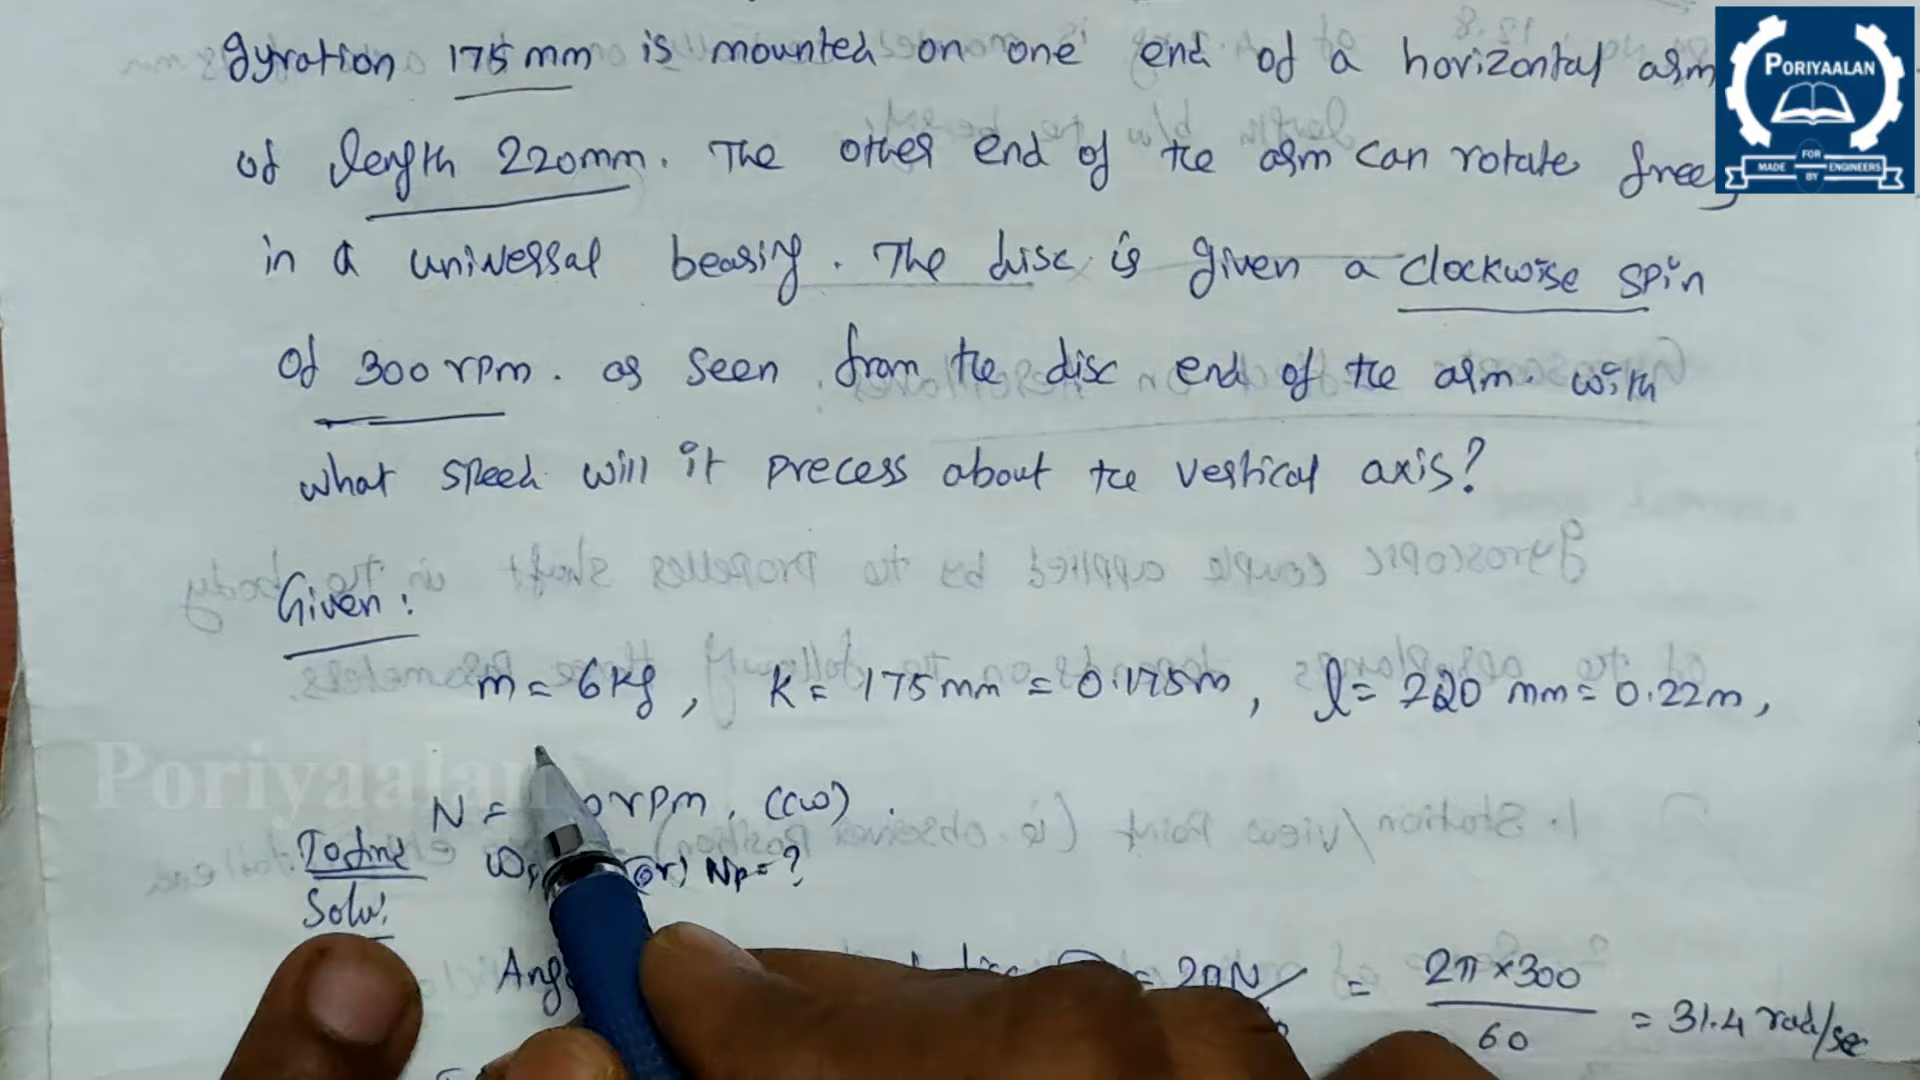 gyration 175 mm is mounted on one end of a horizontal arm
of length 220mm. The other end of the arm can rotate freely
in a universal bearing. The disc is given a clockwise spin
of 300 rpm. as seen from the disc end of the arm. with
what speed will it precess about the vertical axis?
Given:
m = 6kg, K = 175mm = 0.175m, l = 220 mm = 0.22m,
N = rpm. (cw).
(or) Np = ?
Soln.
= 2πN = 2π×300 / 60 = 31.4 rad/sec
PORIYAALAN
MADE FOR BY ENGINEERS
Poriyaalan